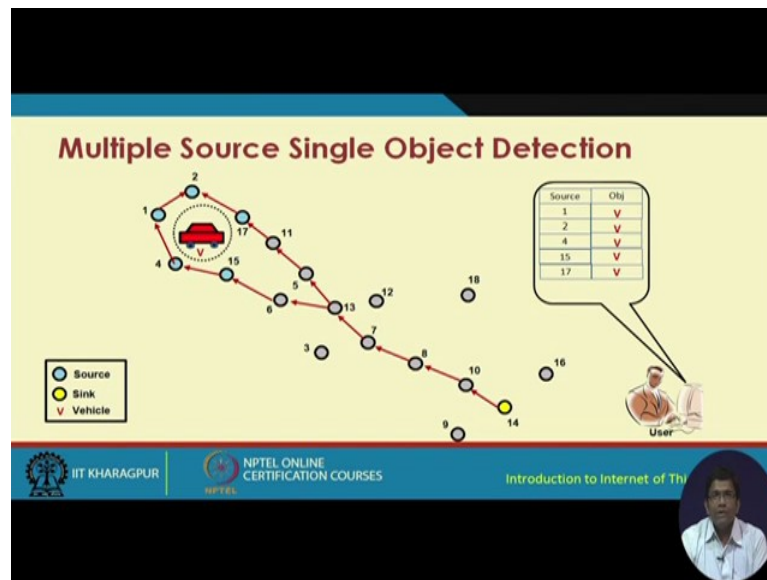 Multiple Source Single Object Detection
2
1
17
11
4
15
V
5
6
13
12
18
3
7
8
10
16
9
14
Source Obj
1 V
2 V
4 V
15 V
17 V
User
Source
Sink
V Vehicle
IIT KHARAGPUR
NPTEL
NPTEL ONLINE
CERTIFICATION COURSES
Introduction to Internet of Thi